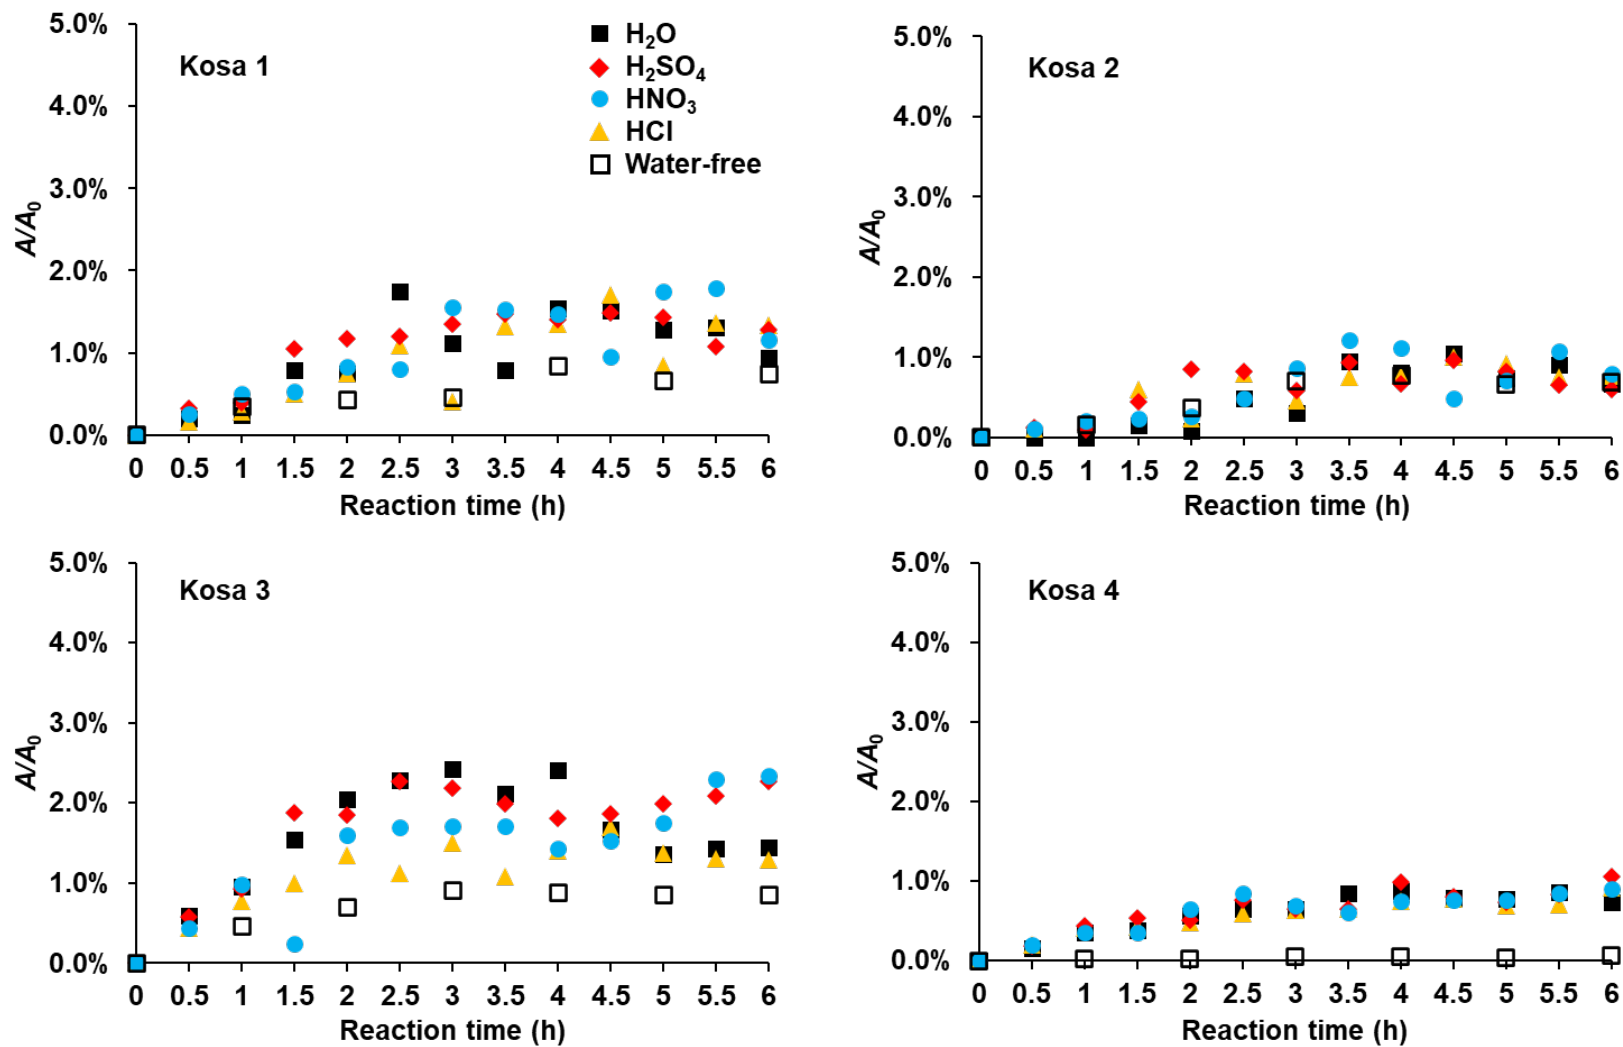 Kosa 1
H₂O
H₂SO₄
HNO₃
HCl
Water-free
5.0%
4.0%
3.0%
2.0%
1.0%
0.0%
A/A₀
0 0.5 1 1.5 2 2.5 3 3.5 4 4.5 5 5.5 6
Reaction time (h)
Kosa 2
5.0%
4.0%
3.0%
2.0%
1.0%
0.0%
A/A₀
0 0.5 1 1.5 2 2.5 3 3.5 4 4.5 5 5.5 6
Reaction time (h)
Kosa 3
5.0%
4.0%
3.0%
2.0%
1.0%
0.0%
A/A₀
0 0.5 1 1.5 2 2.5 3 3.5 4 4.5 5 5.5 6
Reaction time (h)
Kosa 4
5.0%
4.0%
3.0%
2.0%
1.0%
0.0%
A/A₀
0 0.5 1 1.5 2 2.5 3 3.5 4 4.5 5 5.5 6
Reaction time (h)